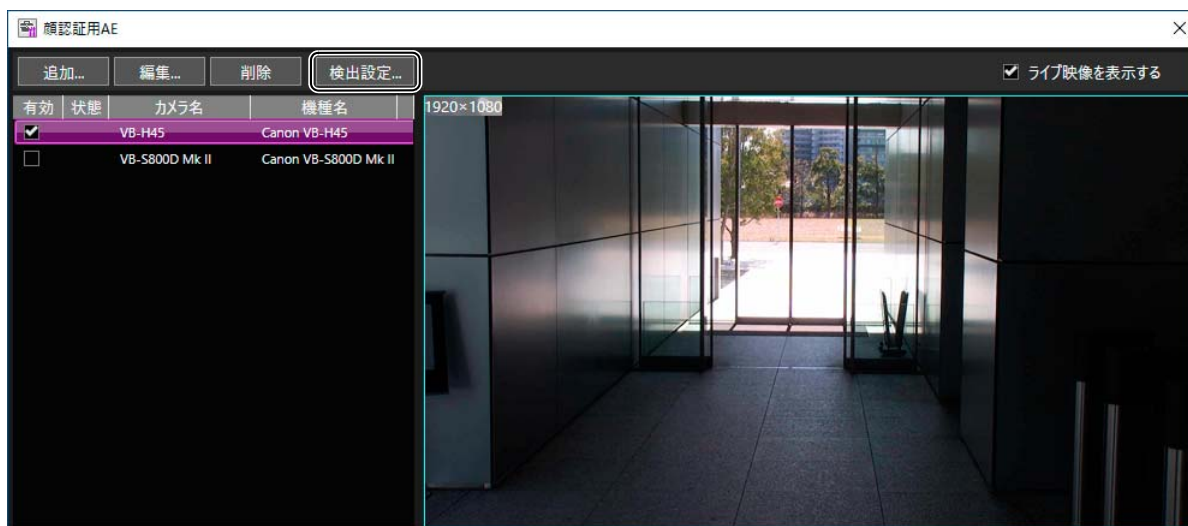 顔認証用AE
追加... 編集... 削除 検出設定... ライブ映像を表示する
有効 状態 カメラ名 機種名
1920×1080
VB-H45 Canon VB-H45
VB-S800D Mk II Canon VB-S800D Mk II